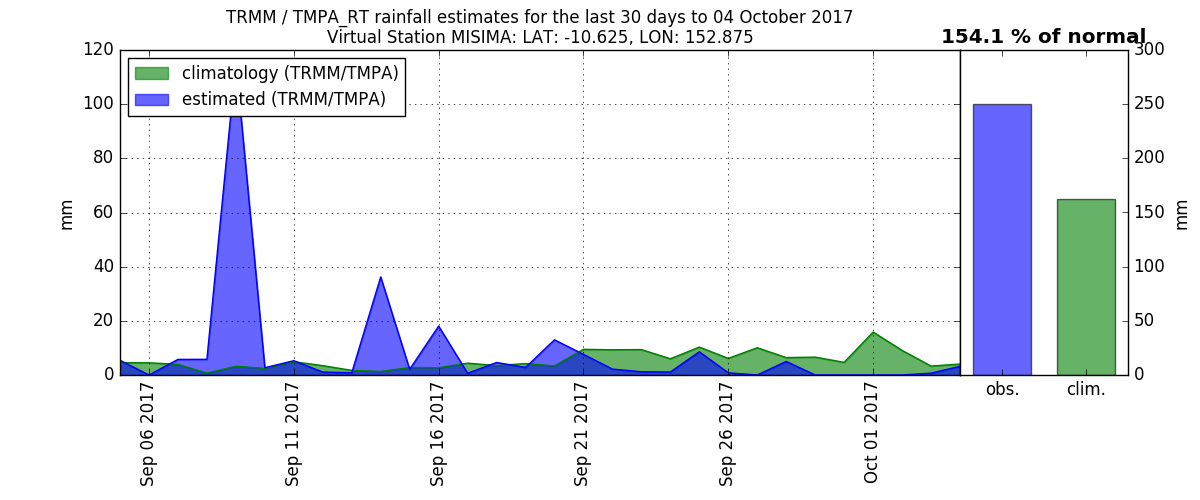 TRMM / TMPA_RT rainfall estimates for the last 30 days to 04 October 2017
Virtual Station MISIMA: LAT: -10.625, LON: 152.875
154.1 % of normal
climatology (TRMM/TMPA)
estimated (TRMM/TMPA)
120
100
80
60
40
20
0
mm
Sep 06 2017
Sep 11 2017
Sep 16 2017
Sep 21 2017
Sep 26 2017
Oct 01 2017
300
250
200
150
100
50
0
mm
obs.
clim.